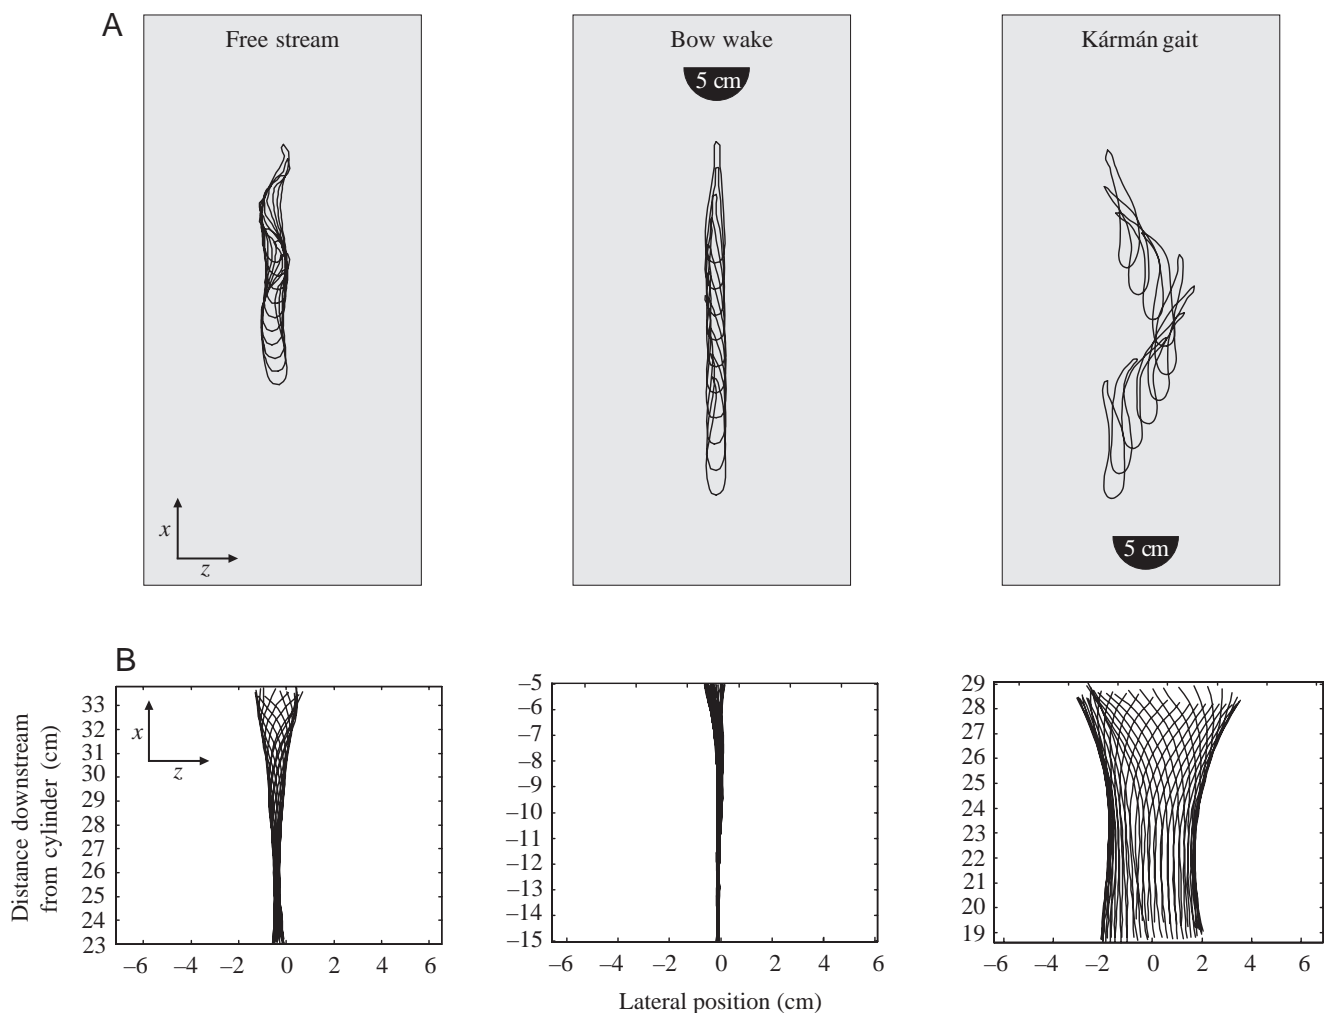 A
Free stream
Bow wake
Kármán gait
5 cm
5 cm
x
z
B
33
32
31
30
29
28
27
26
25
24
23
x
z
–5
–6
–7
–8
–9
–10
–11
–12
–13
–14
–15
29
28
27
26
25
24
23
22
21
20
19
Distance downstream
from cylinder (cm)
–6 –4 –2 0 2 4 6
–6 –4 –2 0 2 4 6
–6 –4 –2 0 2 4 6
Lateral position (cm)